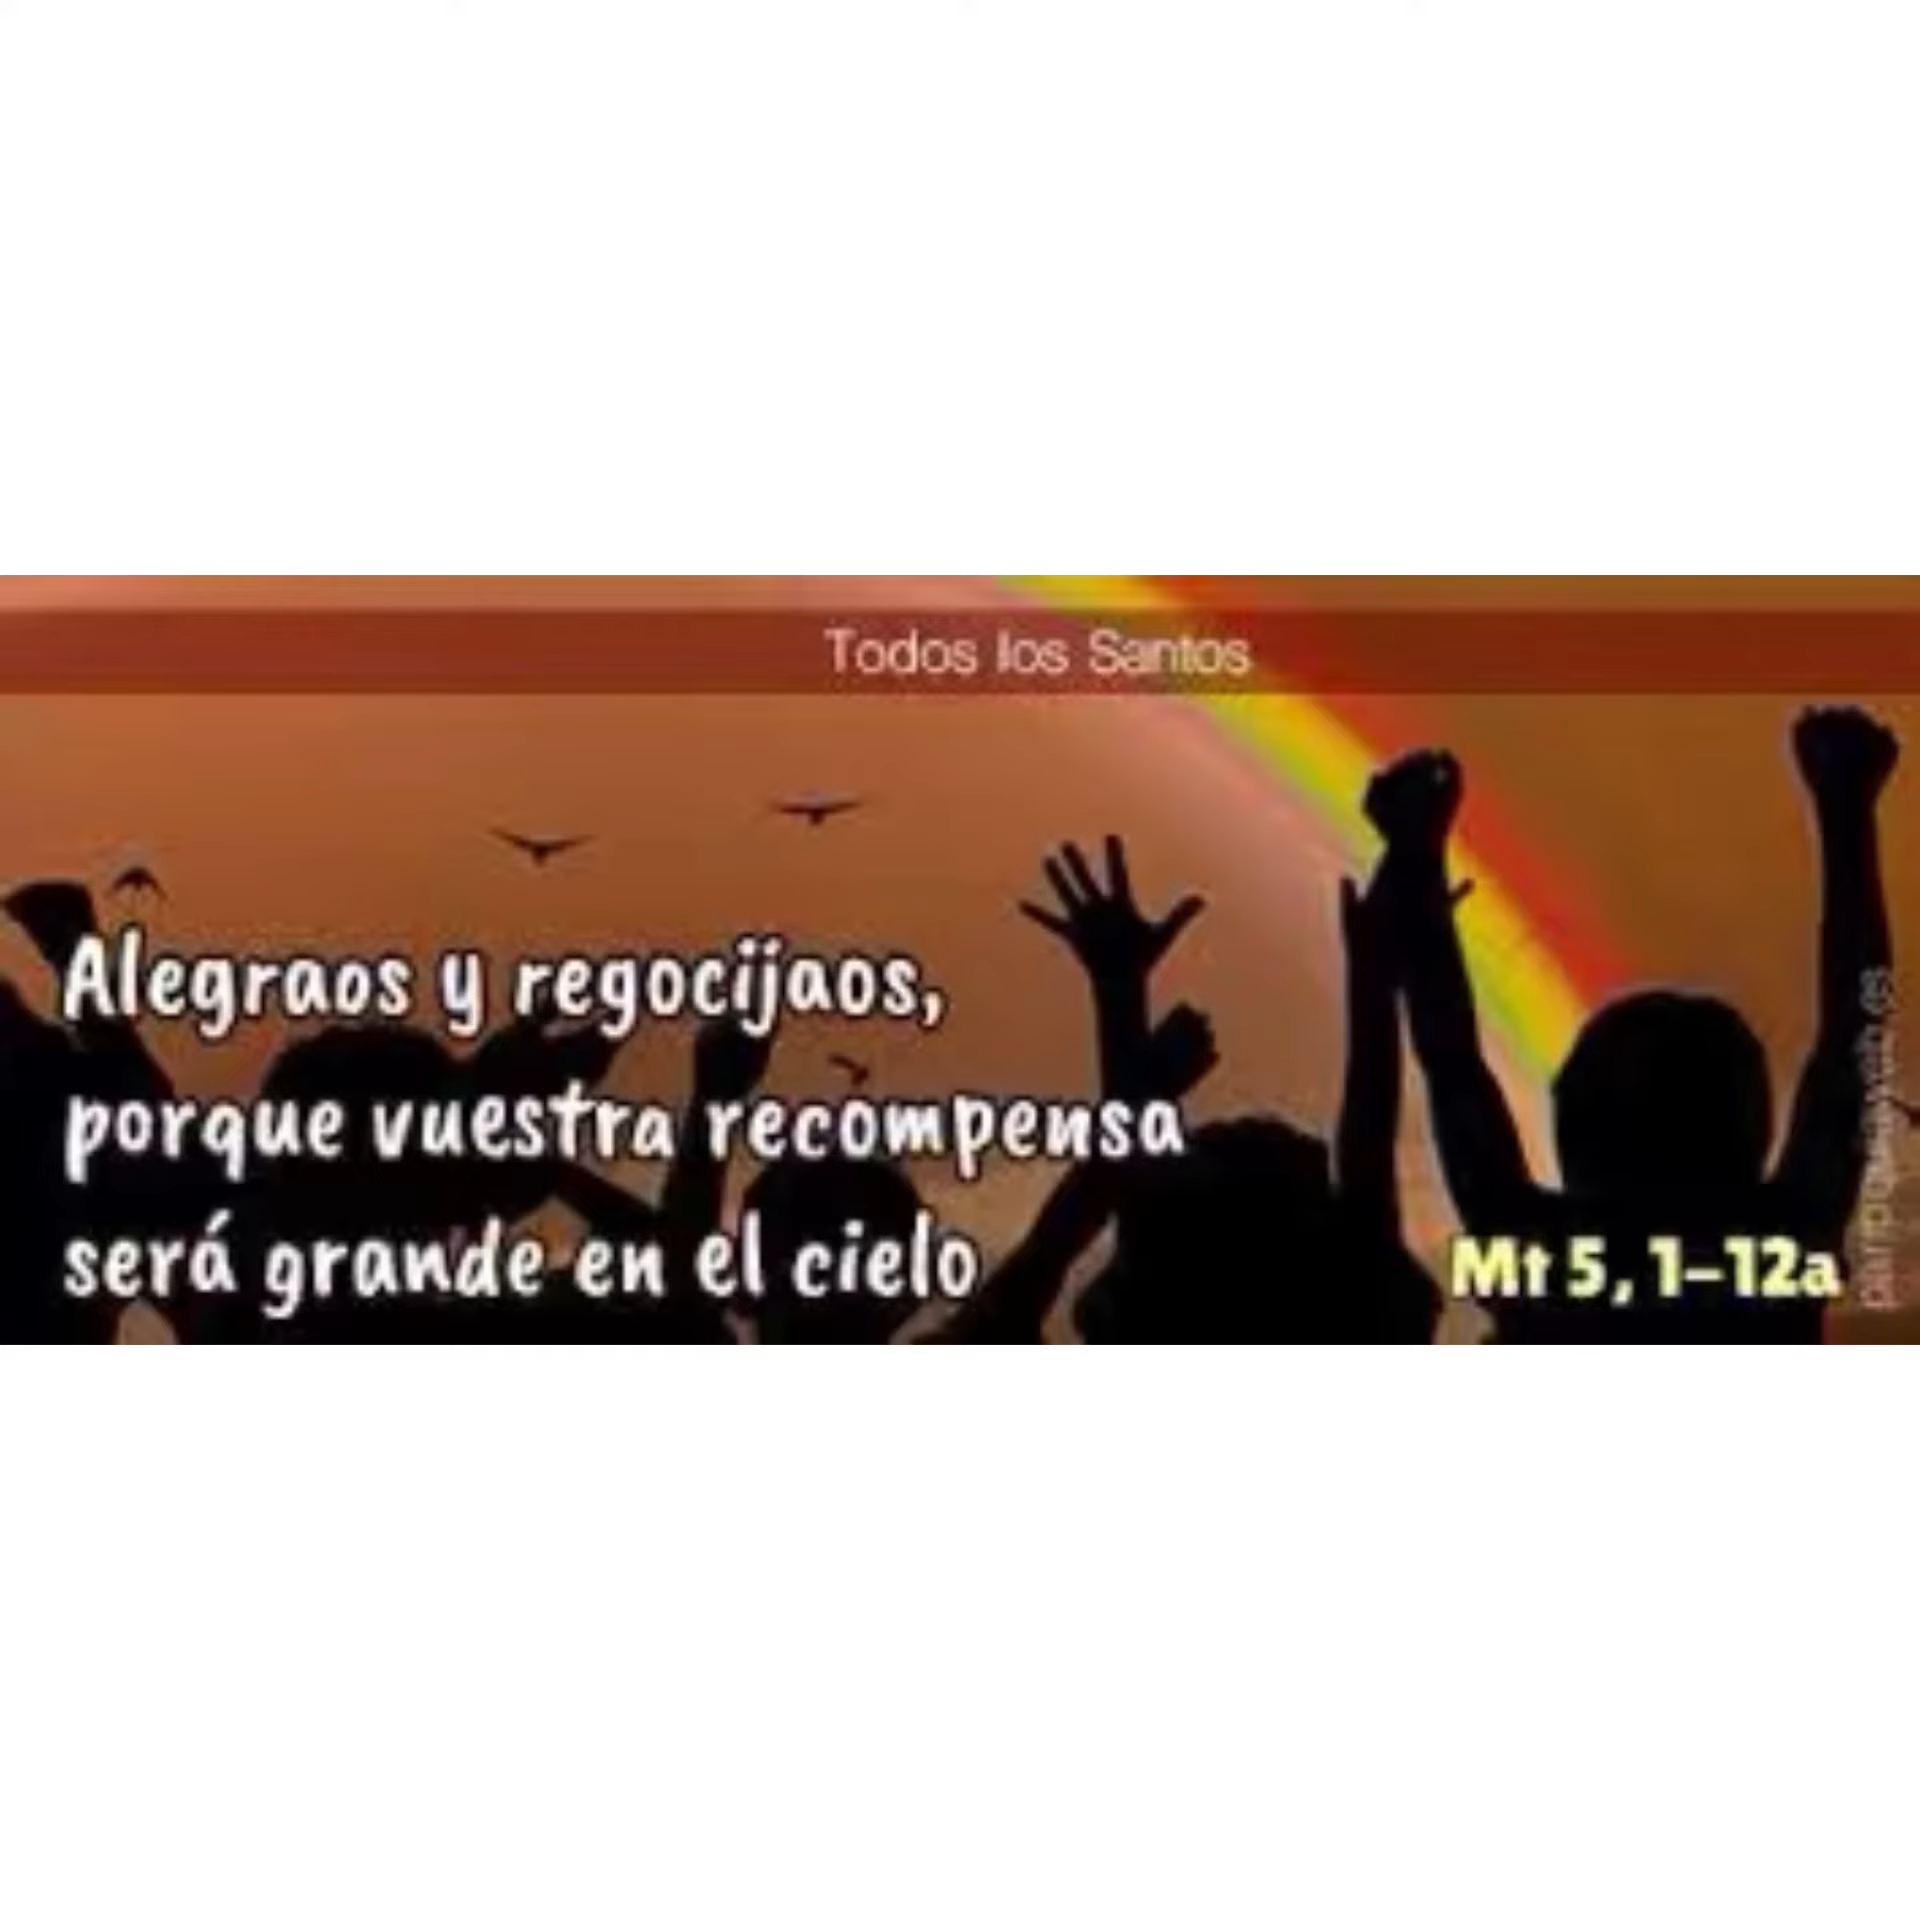 Todos los Santos
Alegraos y regocijaos,
porque vuestra recompensa
será grande en el cielo
Mt 5, 1-12a